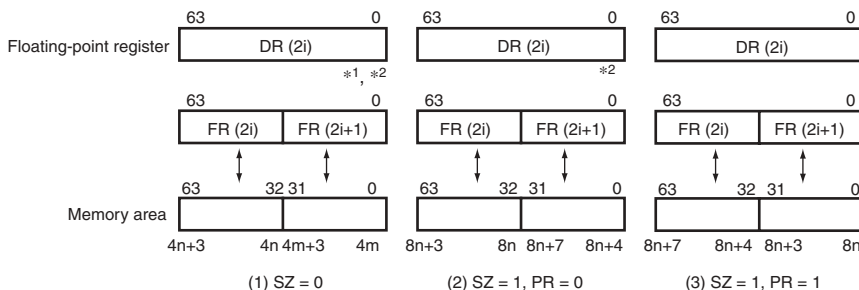 63 0 63 0 63 0
Floating-point register DR (2i) DR (2i) DR (2i)
*1, *2 *2
63 0 63 0 63 0
FR (2i) FR (2i+1) FR (2i) FR (2i+1) FR (2i) FR (2i+1)
63 32 31 0 63 32 31 0 63 32 31 0
Memory area
4n+3 4n 4m+3 4m 8n+3 8n 8n+7 8n+4 8n+7 8n+4 8n+3 8n
(1) SZ = 0 (2) SZ = 1, PR = 0 (3) SZ = 1, PR = 1